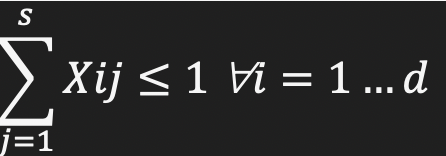 s
∑ Xij ≤ 1 ∀i = 1 … d
j=1